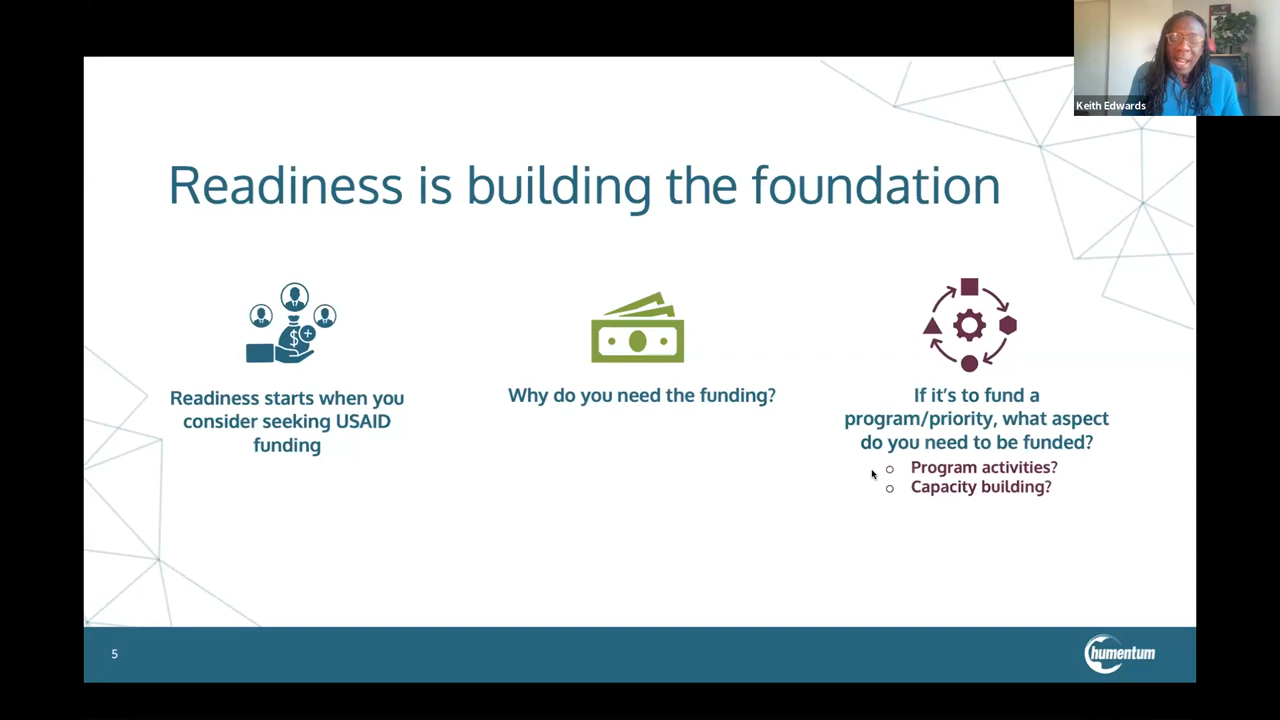 Keith Edwards
Readiness is building the foundation
$
Readiness starts when you
consider seeking USAID
funding
Why do you need the funding?
If it's to fund a
program/priority, what aspect
do you need to be funded?
○ Program activities?
○ Capacity building?
5
humentum